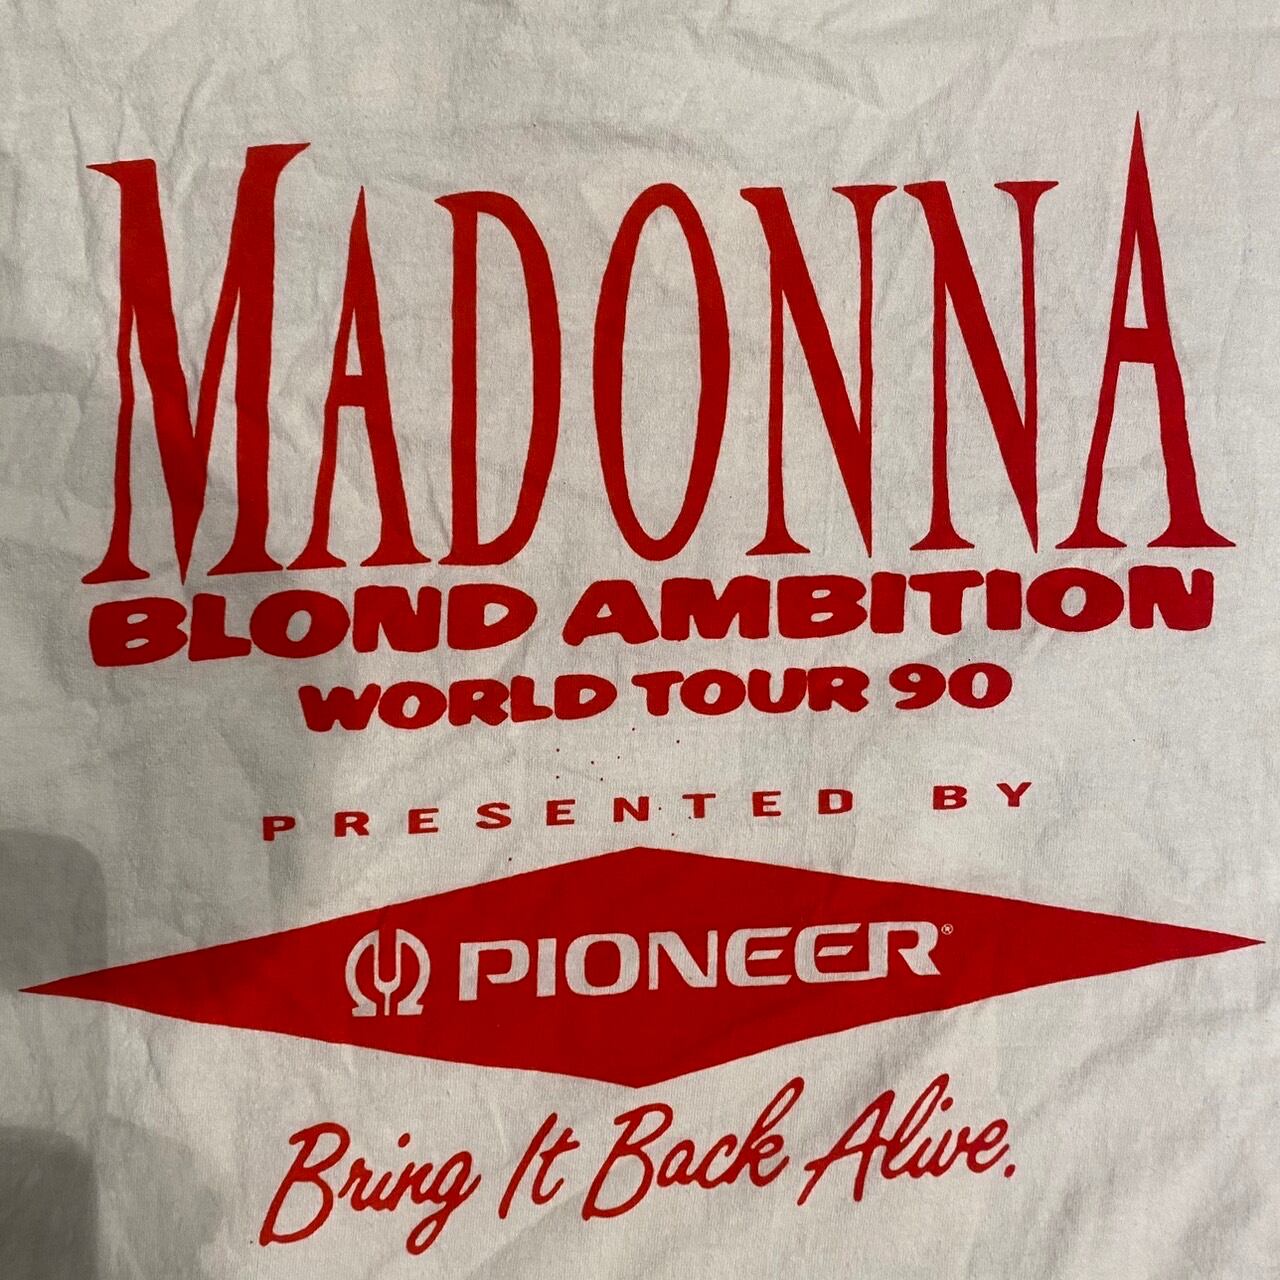 MADONNA
BLOND AMBITION
WORLD TOUR 90
PRESENTED BY
PIONEER®
Bring It Back Alive.